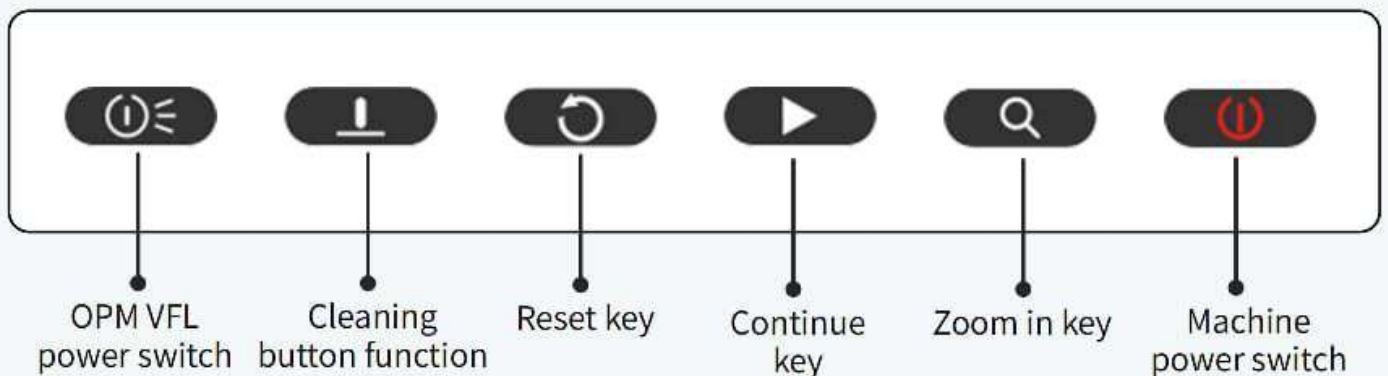 OPM VFL
power switch
Cleaning
button function
Reset key
Continue
key
Zoom in key
Machine
power switch